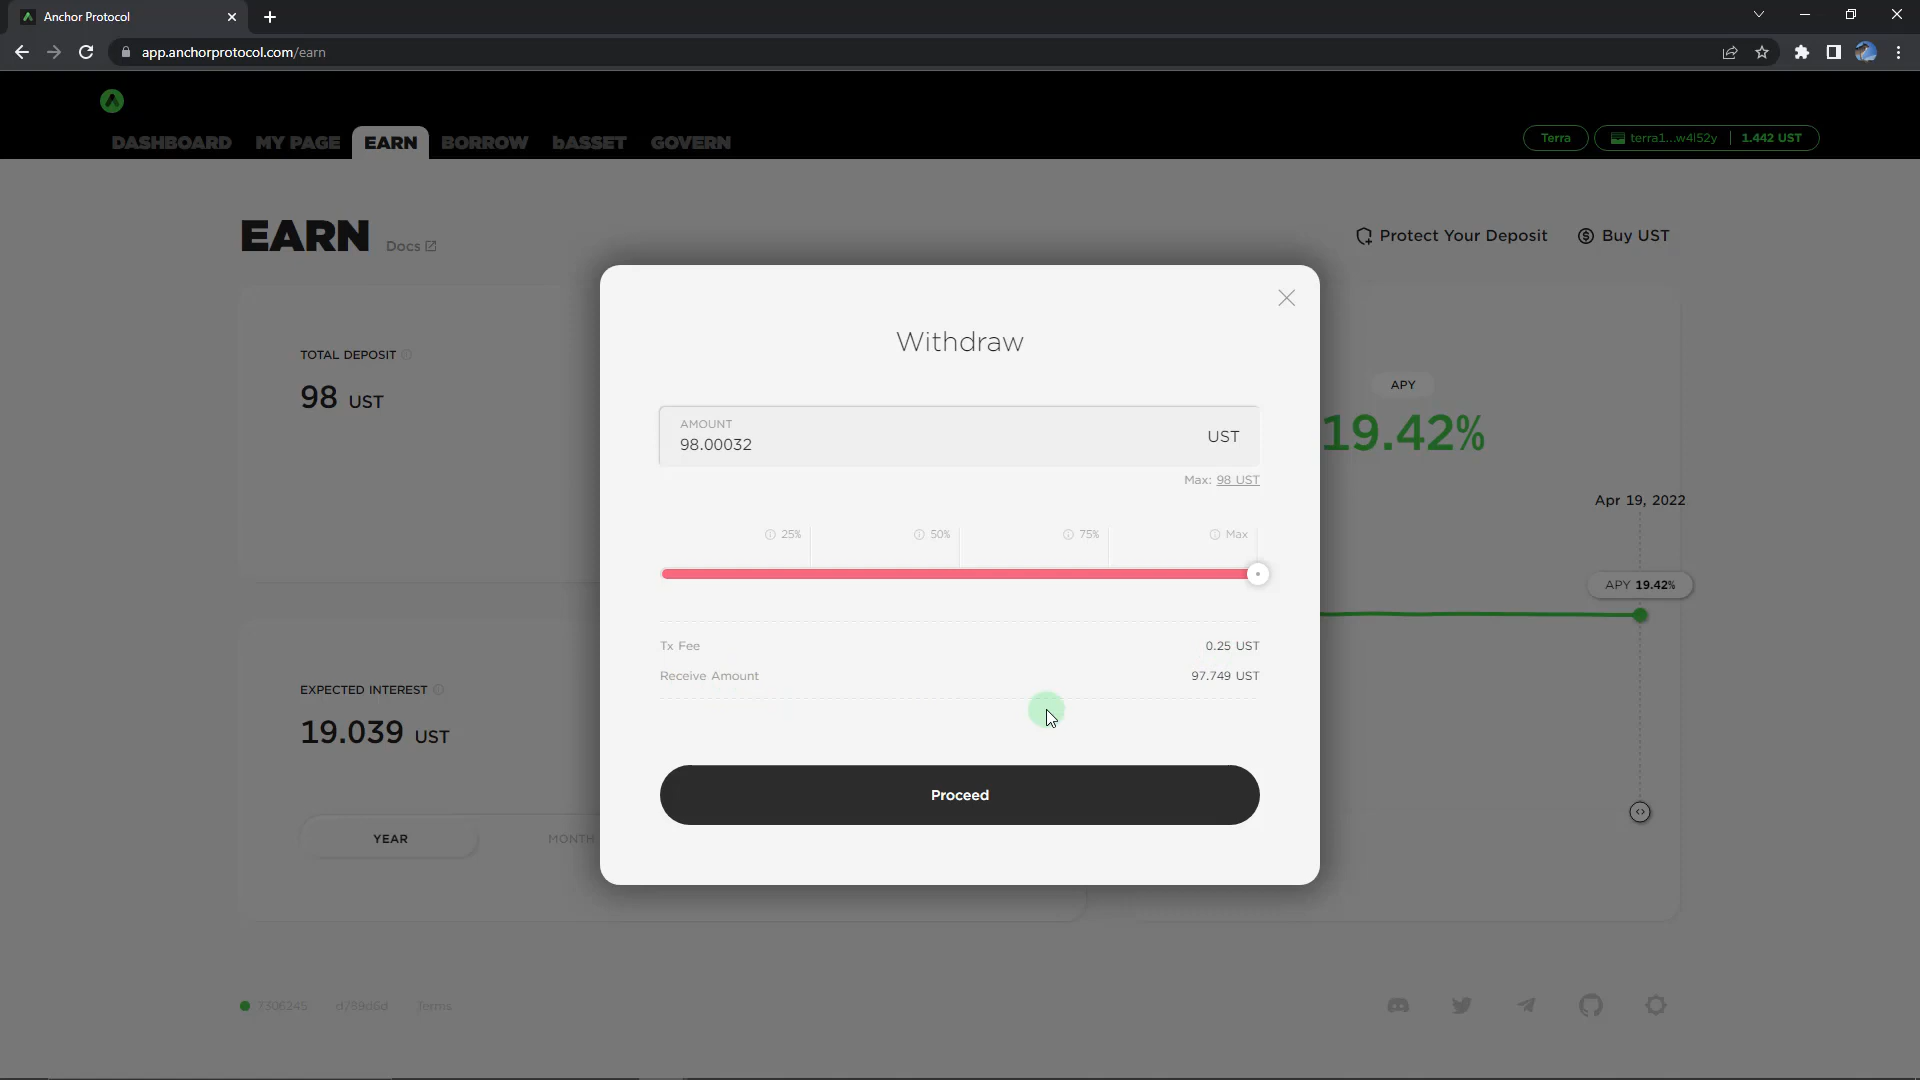 Anchor Protocol
app.anchorprotocol.com/earn
DASHBOARD MY PAGE EARN BORROW bASSET GOVERN
Terra terra1...w4l52y 1.442 UST
EARN Docs
Protect Your Deposit Buy UST
TOTAL DEPOSIT
98 UST
EXPECTED INTEREST
19.039 UST
YEAR MONTH
Withdraw
AMOUNT
98.00032 UST
Max: 98 UST
25% 50% 75% Max
Tx Fee 0.25 UST
Receive Amount 97.749 UST
Proceed
APY
19.42%
Apr 19, 2022
APY 19.42%
7306245 d789d6d Terms